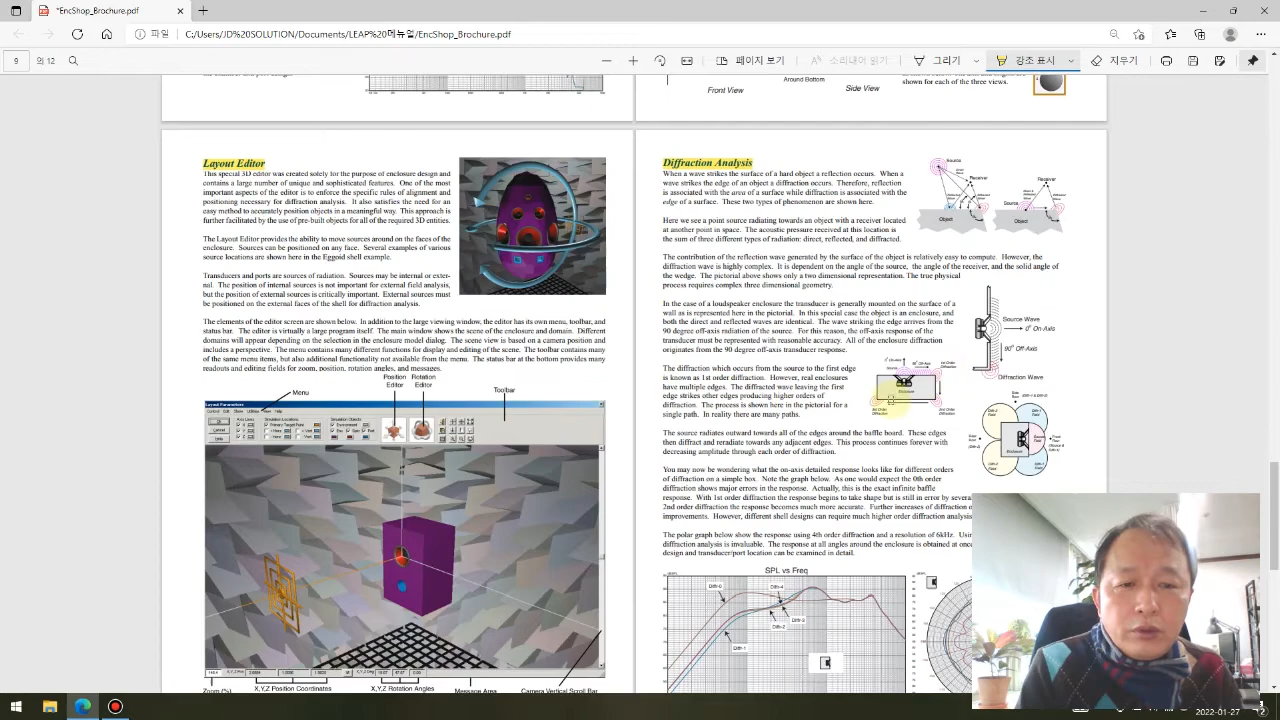 *EncShop_Brochure.pdf
파일
C:/Users/JD%20SOLUTION/Documents/LEAP%20매뉴얼/EncShop_Brochure.pdf
의 12
페이지 보기
소리내어 읽기
그리기
강조 표시
지우기
Front View
Around Bottom
Side View
shown for each of the three views.
Layout Editor
This special 3D editor was created solely for the purpose of enclosure design and
contains a large number of unique and sophisticated features. One of the most
important aspects of the editor is to enforce the specific rules of alignment and
positioning necessary for diffraction analysis. It also satisfies the need for an
easy method to accurately position objects in a meaningful way. This approach is
further facilitated by the use of pre-built objects for all of the required 3D entities.
The Layout Editor provides the ability to move sources around on the faces of the
enclosure. Sources can be positioned on any face. Several examples of various
source locations are shown here in the Eggoid shell example.
Transducers and ports are sources of radiation. Sources may be internal or exter-
nal. The position of internal sources is not important for external field analysis,
but the position of external sources is critically important. External sources must
be positioned on the external faces of the shell for diffraction analysis.
The elements of the editor screen are shown below. In addition to the large viewing window, the editor has its own menu, toolbar, and
status bar. The editor is virtually a large program itself. The main window shows the scene of the enclosure and domain. Different
domains will appear depending on the selection in the enclosure model dialog. The scene view is based on a camera position and
includes a perspective. The menu contains many different functions for display and editing of the scene. The toolbar contains many
of the same menu items, but also additional functionality not available from the menu. The status bar at the bottom provides many
readouts and editing fields for zoom, position, rotation angles, and messages.
Menu
Position
Editor
Rotation
Editor
Toolbar
Layout Parameters
Zoom (%)
X,Y,Z Position Coordinates
X,Y,Z Rotation Angles
Message Area
Camera Vertical Scroll Bar
Diffraction Analysis
When a wave strikes the surface of a hard object a reflection occurs. When a
wave strikes the edge of an object a diffraction occurs. Therefore, reflection
is associated with the area of a surface while diffraction is associated with the
edge of a surface. These two types of phenomenon are shown here.
Here we see a point source radiating towards an object with a receiver located
at another point in space. The acoustic pressure received at this location is
the sum of three different types of radiation: direct, reflected, and diffracted.
Source
Receiver
Object
Receiver
Source
Object
The contribution of the reflection wave generated by the surface of the object is relatively easy to compute. However, the
diffraction wave is highly complex. It is dependent on the angle of the source, the angle of the receiver, and the solid angle of
the wedge. The pictorial above shows only a two dimensional representation. The true physical
process requires complex three dimensional geometry.
In the case of a loudspeaker enclosure the transducer is generally mounted on the surface of a
wall as is represented here in the pictorial. In this special case the object is an enclosure, and
both the direct and reflected waves are identical. The wave striking the edge arrives from the
90 degree off-axis radiation of the source. For this reason, the off-axis response of the
transducer must be represented with reasonable accuracy. All of the enclosure diffraction
originates from the 90 degree off-axis transducer response.
Source Wave
0° On-Axis
90° Off-Axis
Diffraction Wave
The diffraction which occurs from the source to the first edge
is known as 1st order diffraction. However, real enclosures
have multiple edges. The diffracted wave leaving the first
edge strikes other edges producing higher orders of
diffraction. The process is shown here in the pictorial for a
single path. In reality there are many paths.
The source radiates outward towards all of the edges around the baffle board. These edges
then diffract and reradiate towards any adjacent edges. This process continues forever with
decreasing amplitude through each order of diffraction.
You may now be wondering what the on-axis detailed response looks like for different orders
of diffraction on a simple box. Note the graph below. As one would expect the 0th order
diffraction shows major errors in the response. Actually, this is the exact infinite baffle
response. With 1st order diffraction the response begins to take shape but is still in error by
2nd order diffraction the response becomes much more accurate. Further increases of diffraction
improvements. However, different shell designs can require much higher order diffraction analysis
The polar graph below show the response using 4th order diffraction and a resolution of 6kHz.
diffraction analysis is invaluable. The response at all angles around the enclosure is obtained at once
design and transducer/port location can be examined in detail.
SPL vs Freq
Diffr-0
Diffr-4
Diffr-3
Diffr-2
Diffr-1
2022-01-27